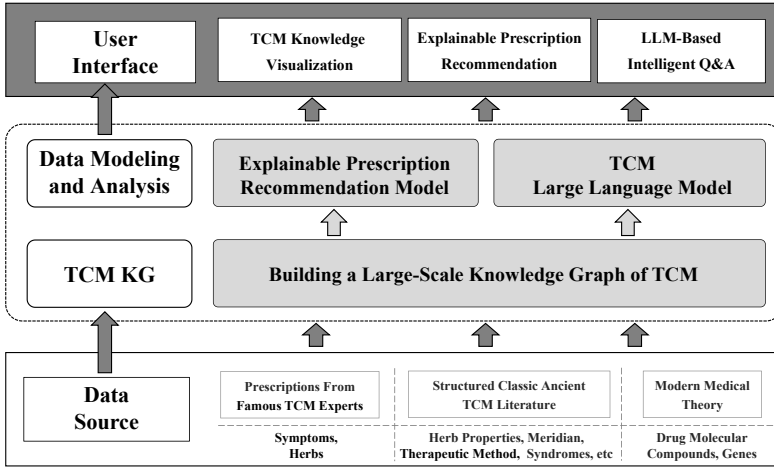 User
Interface
TCM Knowledge
Visualization
Explainable Prescription
Recommendation
LLM-Based
Intelligent Q&A
Data Modeling
and Analysis
Explainable Prescription
Recommendation Model
TCM
Large Language Model
TCM KG
Building a Large-Scale Knowledge Graph of TCM
Data
Source
Prescriptions From
Famous TCM Experts
Structured Classic Ancient
TCM Literature
Modern Medical
Theory
Symptoms,
Herbs
Herb Properties, Meridian,
Therapeutic Method, Syndromes, etc
Drug Molecular
Compounds, Genes